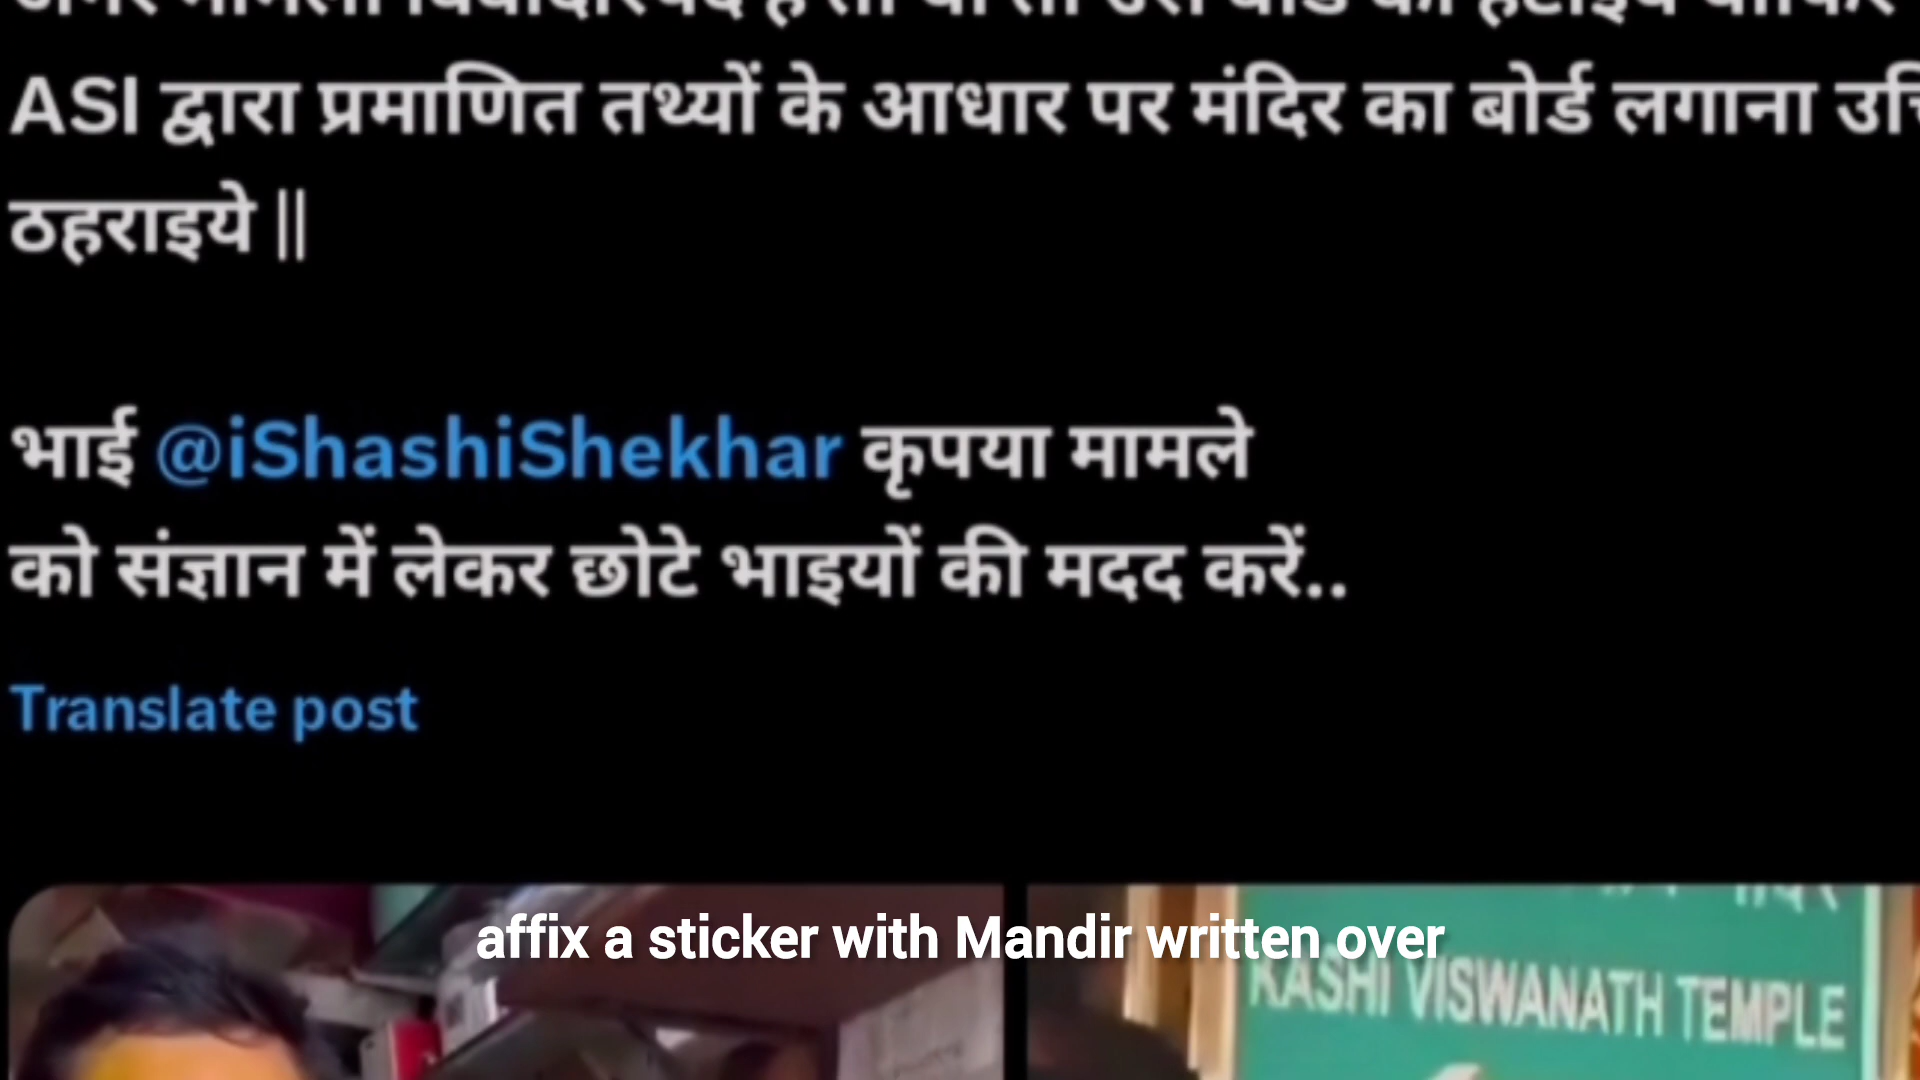 ASI द्वारा प्रमाणित तथ्यों के आधार पर मंदिर का बोर्ड लगाना
ठहराइये ||
भाई @iShashiShekhar कृपया मामले
को संज्ञान में लेकर छोटे भाइयों की मदद करें..
Translate post
affix a sticker with Mandir written over
KASHI VISWANATH TEMPLE